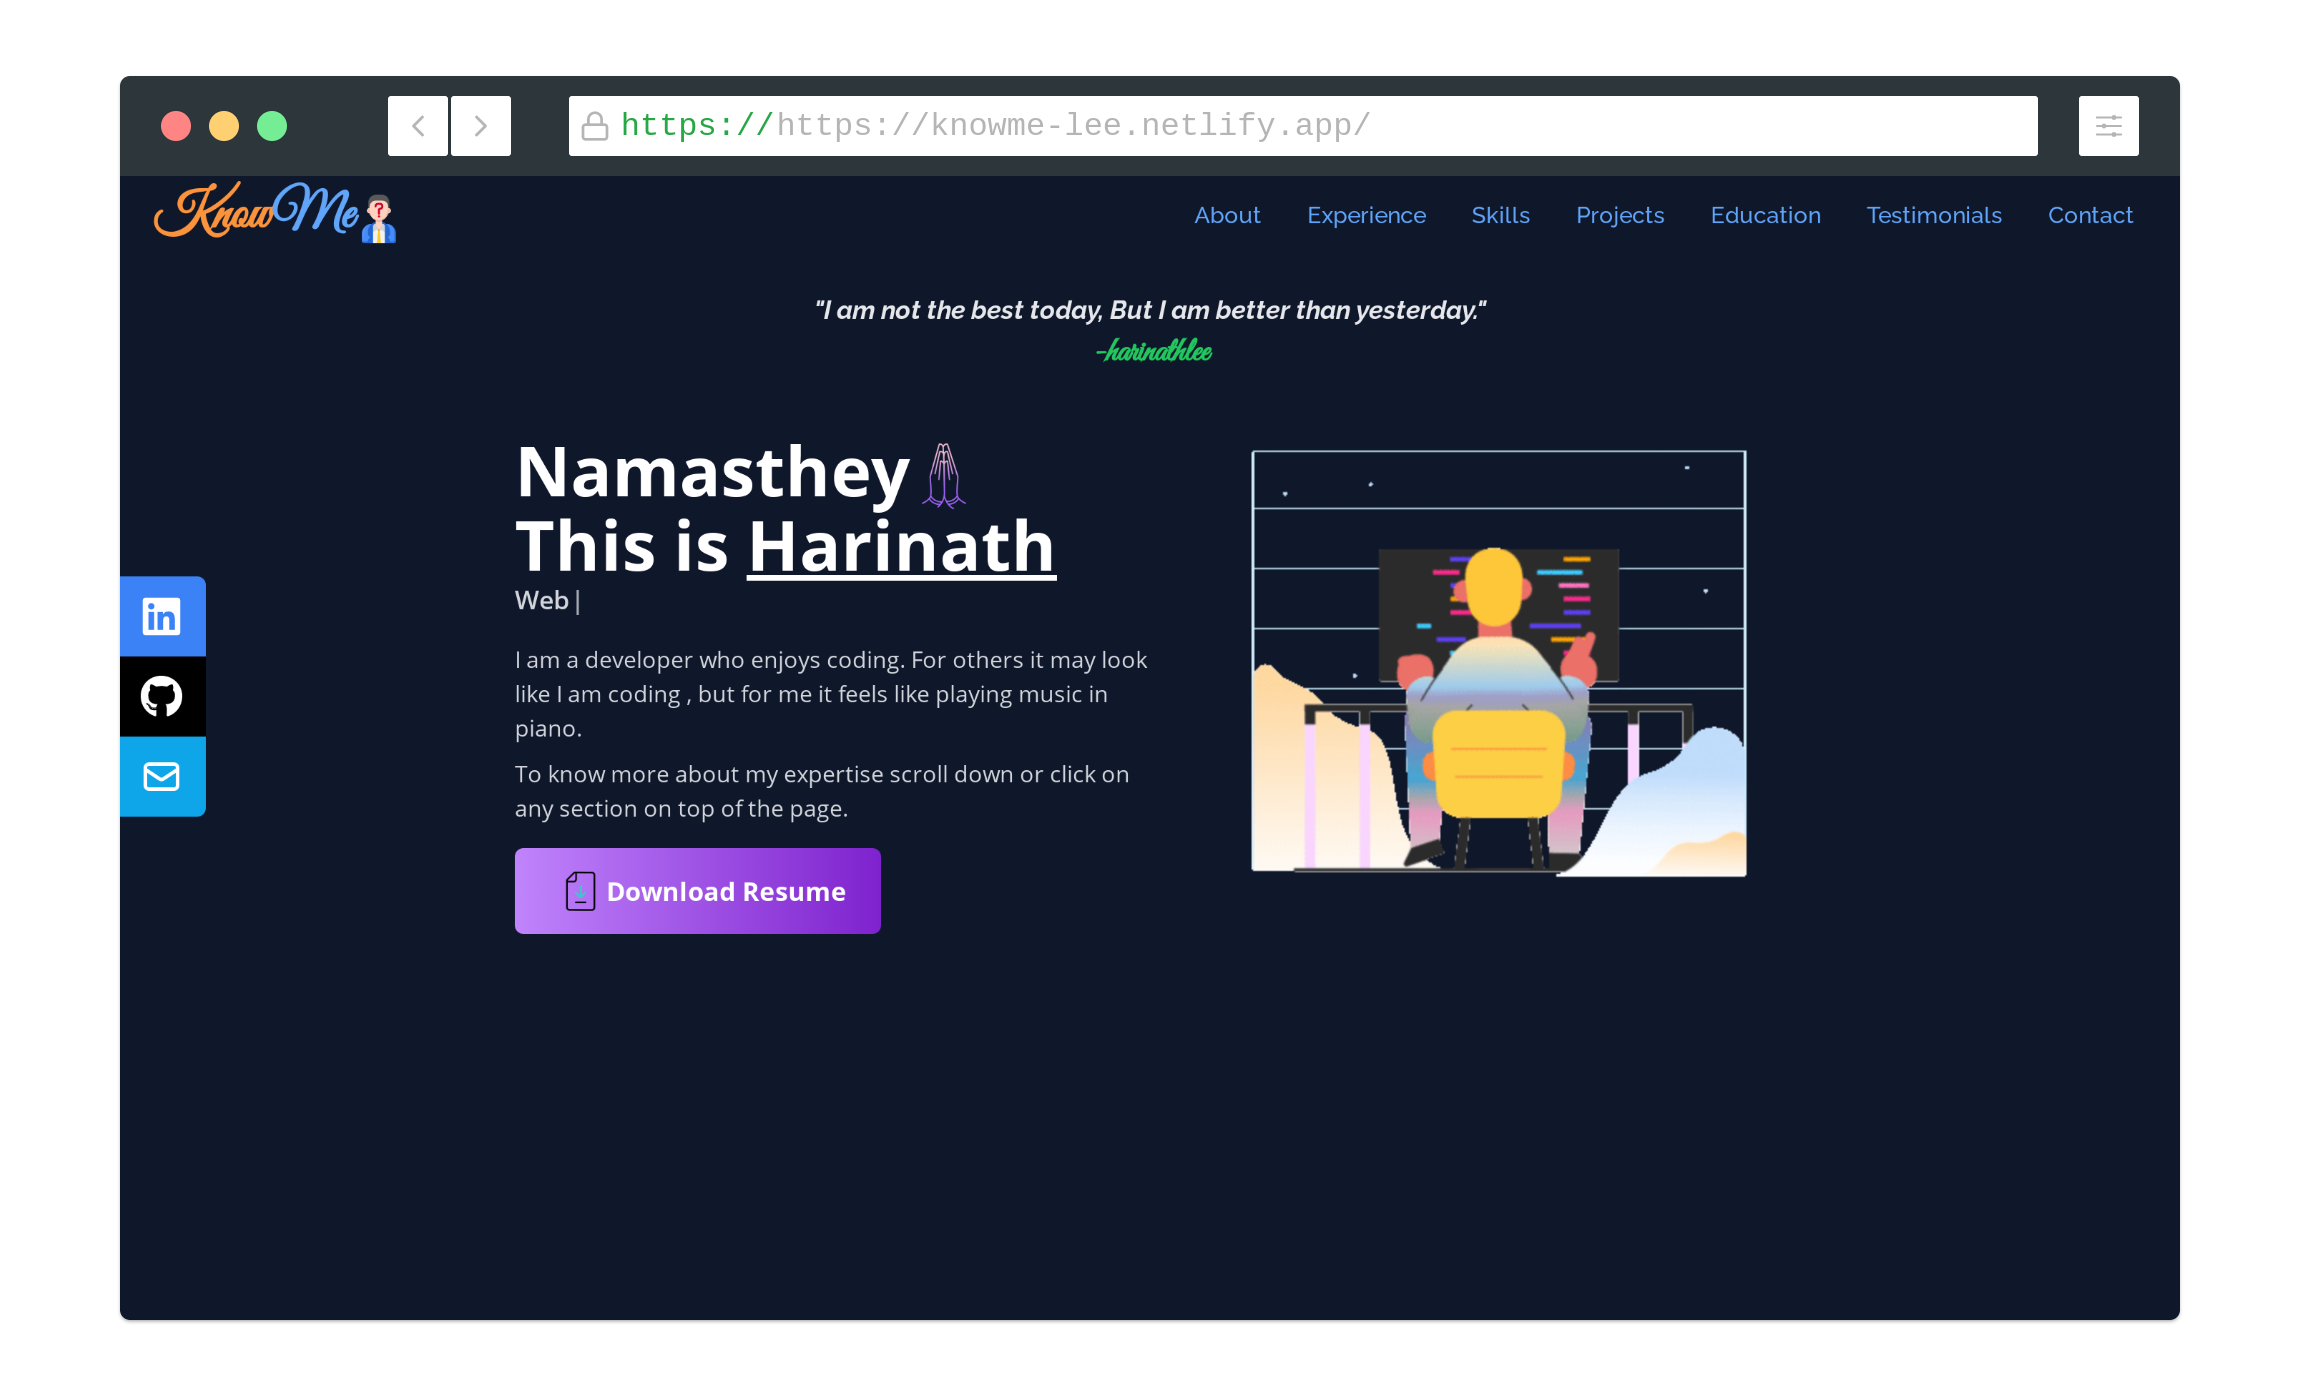 https://https://knowme-lee.netlify.app/
KnowMe
About Experience Skills Projects Education Testimonials Contact
"I am not the best today, But I am better than yesterday."
-harinathlee
Namasthey
This is Harinath
Web|
I am a developer who enjoys coding. For others it may look
like I am coding , but for me it feels like playing music in
piano.
To know more about my expertise scroll down or click on
any section on top of the page.
Download Resume